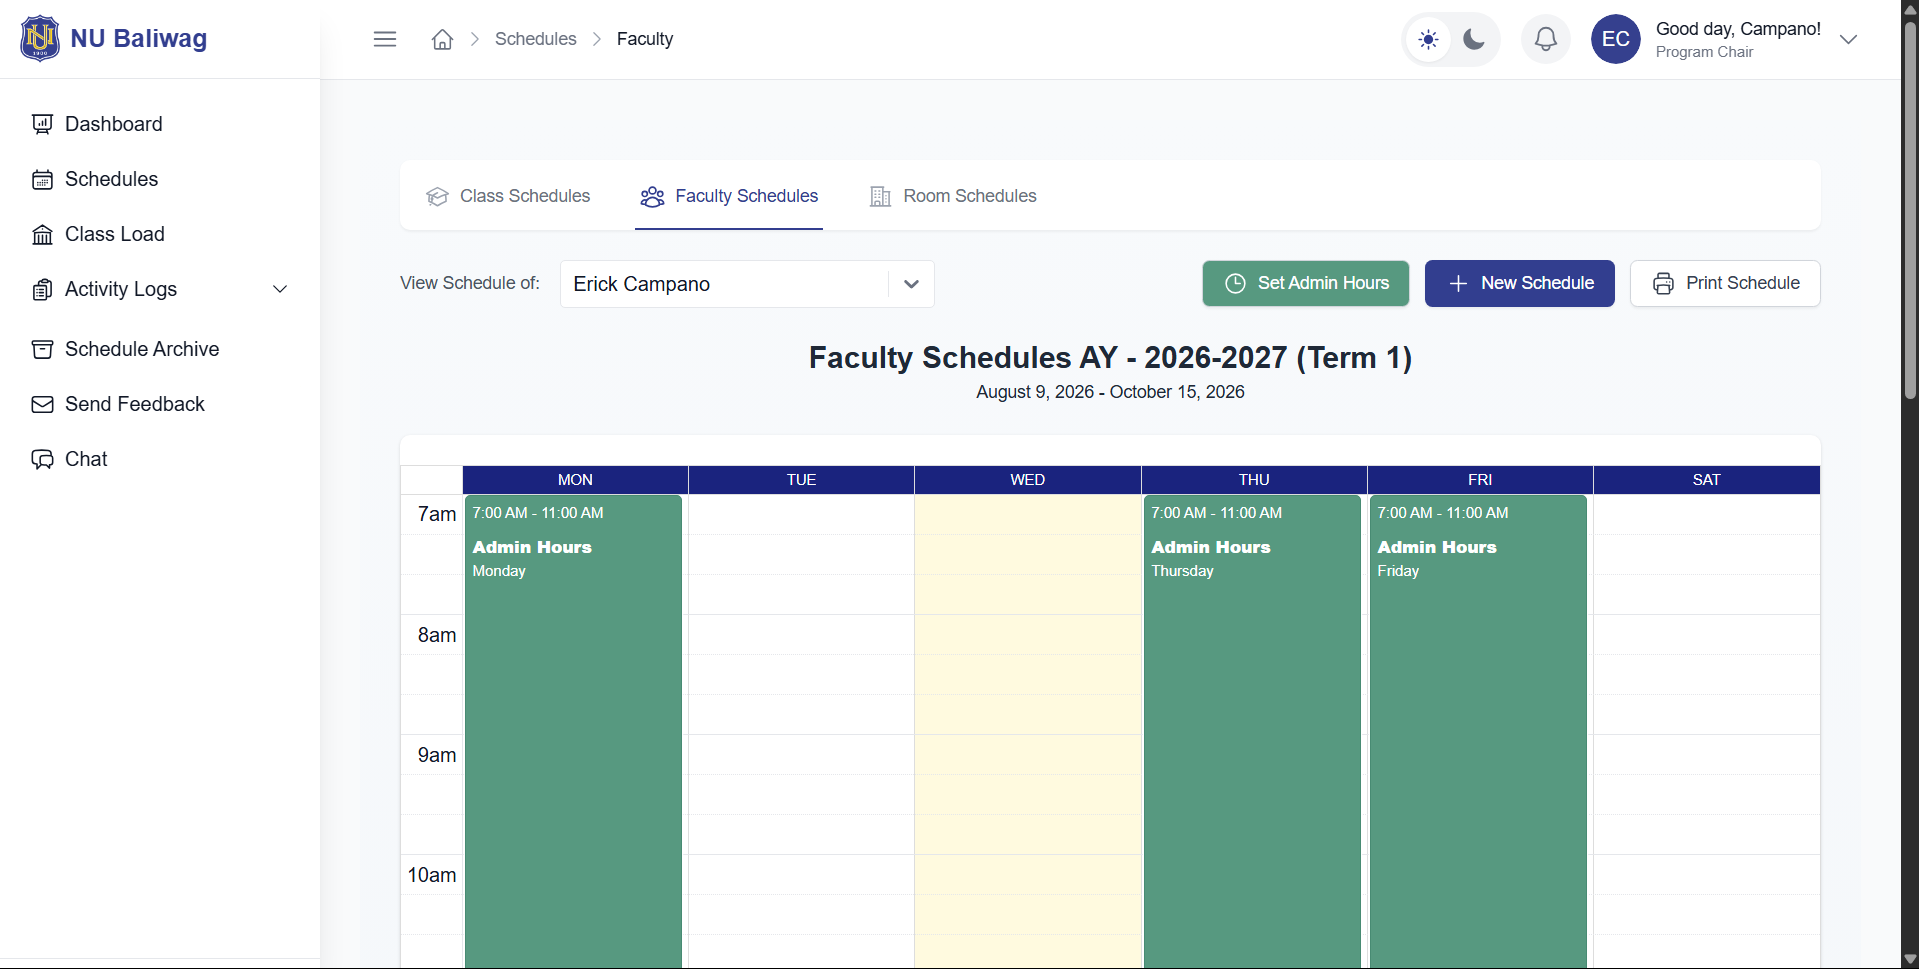 NU Baliwag
Schedules
Faculty
EC
Good day, Campano!
Program Chair
Dashboard
Schedules
Class Load
Activity Logs
Schedule Archive
Send Feedback
Chat
Class Schedules
Faculty Schedules
Room Schedules
View Schedule of:
Erick Campano
Set Admin Hours
New Schedule
Print Schedule
Faculty Schedules AY - 2026-2027 (Term 1)
August 9, 2026 - October 15, 2026
MON
TUE
WED
THU
FRI
SAT
7am
8am
9am
10am
7:00 AM - 11:00 AM
Admin Hours
Monday
7:00 AM - 11:00 AM
Admin Hours
Thursday
7:00 AM - 11:00 AM
Admin Hours
Friday